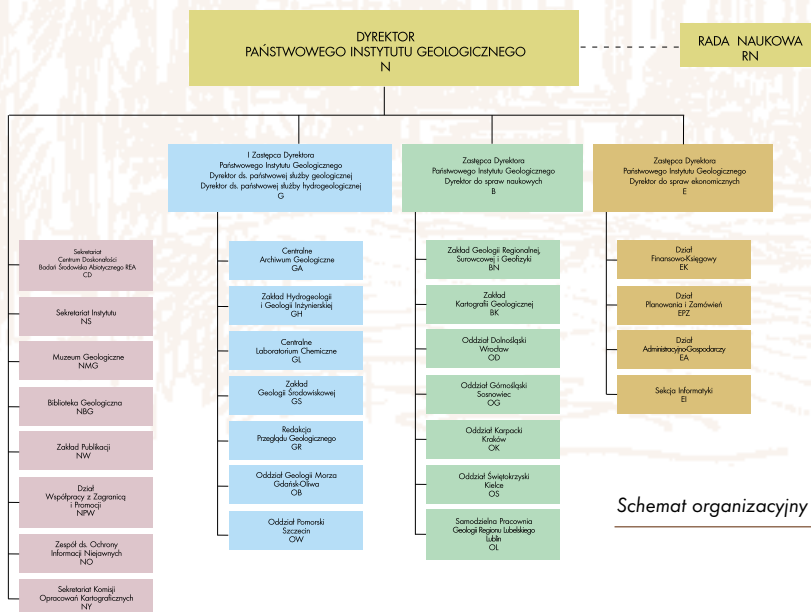 DYREKTOR
PAŃSTWOWEGO INSTYTUTU GEOLOGICZNEGO
N
RADA NAUKOWA
RN
I Zastępca Dyrektora
Państwowego Instytutu Geologicznego
Dyrektor ds. państwowej służby geologicznej
Dyrektor ds. państwowej służby hydrogeologicznej
G
Zastępca Dyrektora
Państwowego Instytutu Geologicznego
Dyrektor do spraw naukowych
B
Zastępca Dyrektora
Państwowego Instytutu Geologicznego
Dyrektor do spraw ekonomicznych
E
Sekretariat
Centrum Doskonałości
Badań Środowiska Abiotycznego REA
CD
Sekretariat Instytutu
NS
Muzeum Geologiczne
NMG
Biblioteka Geologiczna
NBG
Zakład Publikacji
NW
Dział
Współpracy z Zagranicą
i Promocji
NPW
Zespół ds. Ochrony
Informacji Niejawnych
NO
Sekretariat Komisji
Opracowań Kartograficznych
NY
Centralne
Archiwum Geologiczne
GA
Zakład Hydrogeologii
i Geologii Inżynierskiej
GH
Centralne
Laboratorium Chemiczne
GL
Zakład
Geologii Środowiskowej
GS
Redakcja
Przeglądu Geologicznego
GR
Oddział Geologii Morza
Gdańsk-Oliwa
OB
Oddział Pomorski
Szczecin
OW
Zakład Geologii Regionalnej,
Surowcowej i Geofizyki
BN
Zakład
Kartografii Geologicznej
BK
Oddział Dolnośląski
Wrocław
OD
Oddział Górnośląski
Sosnowiec
OG
Oddział Karpacki
Kraków
OK
Oddział Świętokrzyski
Kielce
OS
Samodzielna Pracownia
Geologii Regionu Lubelskiego
Lublin
OL
Dział
Finansowo-Księgowy
EK
Dział
Planowania i Zamówień
EPZ
Dział
Administracyjno-Gospodarczy
EA
Sekcja Informatyki
EI
Schemat organizacyjny